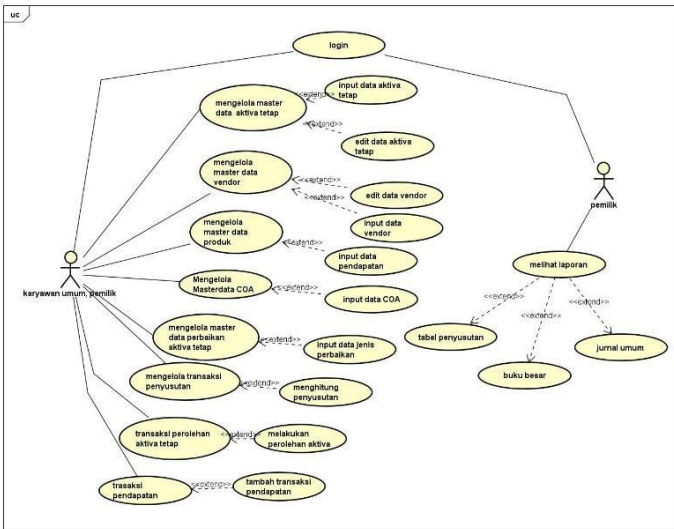 uc
login
mengelola master
data aktiva tetap
<<extend>>
input data aktiva
tetap
<<extend>>
edit data aktiva
tetap
mengelola
master data
vendor
<<extend>>
edit data vendor
<<extend>>
input data
vendor
pemilik
mengelola
master data
produk
<<extend>>
input data
pendapatan
karyawan umum, pemilik
Mengelola
Masterdata COA
<<extend>>
input data COA
melihat laporan
<<extend>>
<<extend>>
<<extend>>
tabel penyusutan
buku besar
jurnal umum
mengelola master
data perbaikan
aktiva tetap
<<extend>>
input data jenis
perbaikan
mengelola transaksi
penyusutan
<<extend>>
menghitung
penyusutan
transaksi perolehan
aktiva tetap
<<extend>>
melakukan
perolehan aktiva
trasaksi
pendapatan
<<extend>>
tambah transaksi
pendapatan